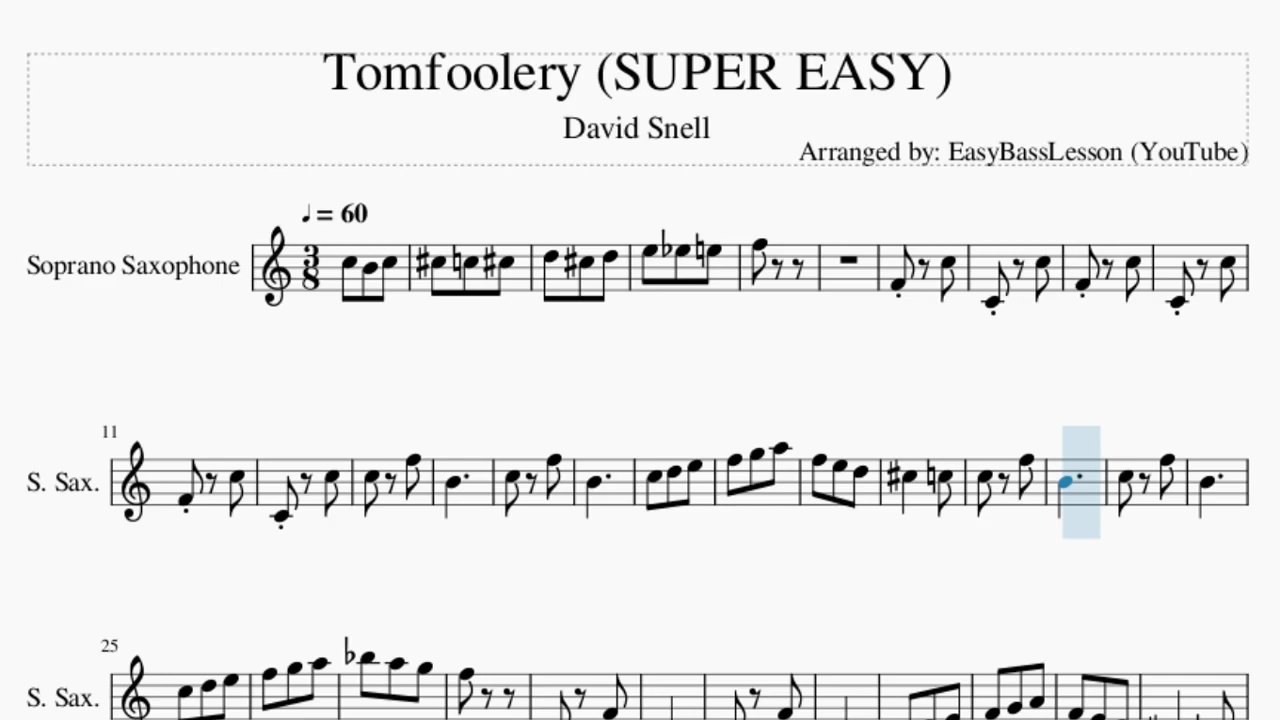 Tomfoolery (SUPER EASY)
David Snell
Arranged by: EasyBassLesson (YouTube)
♩ = 60
Soprano Saxophone
3
8
11
S. Sax.
25
S. Sax.